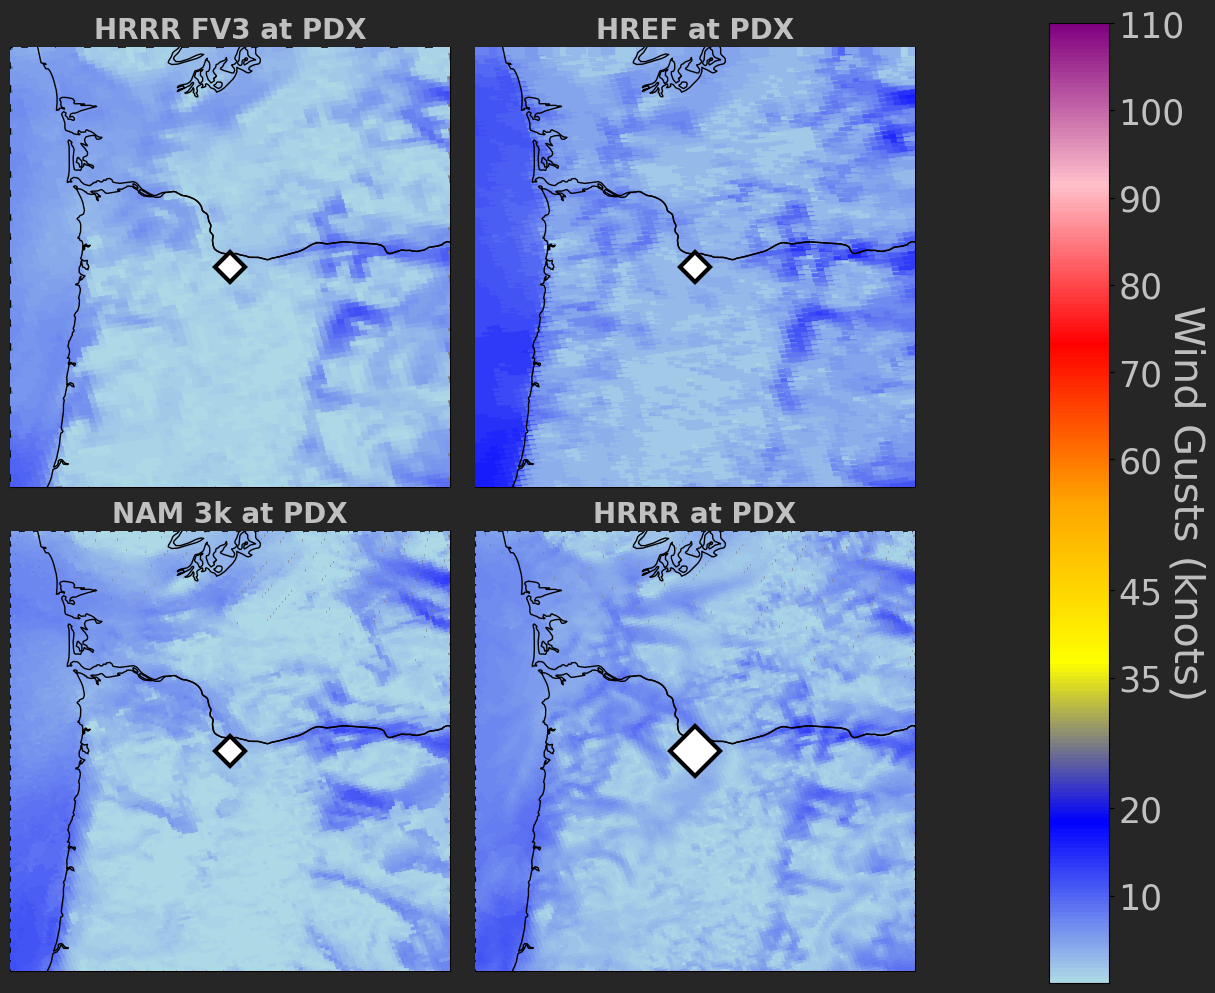 HRRR FV3 at PDX
HREF at PDX
NAM 3k at PDX
HRRR at PDX
110
100
90
80
70
60
45
35
20
10
Wind Gusts (knots)